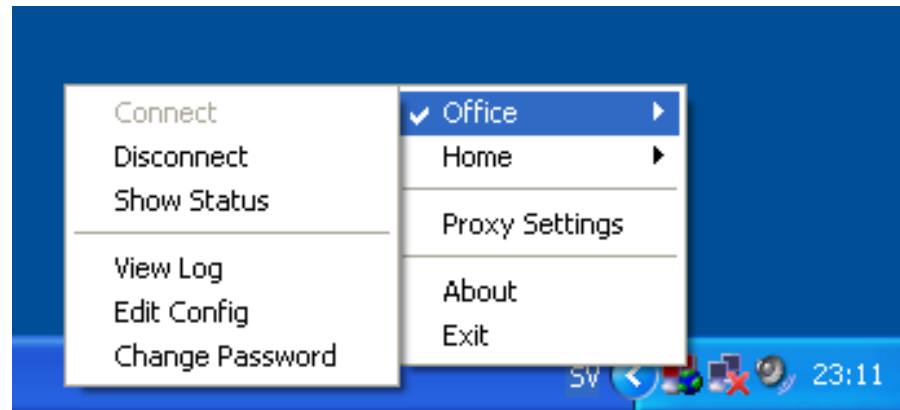 Connect
Disconnect
Show Status
View Log
Edit Config
Change Password
Office
Home
Proxy Settings
About
Exit
SV
23:11